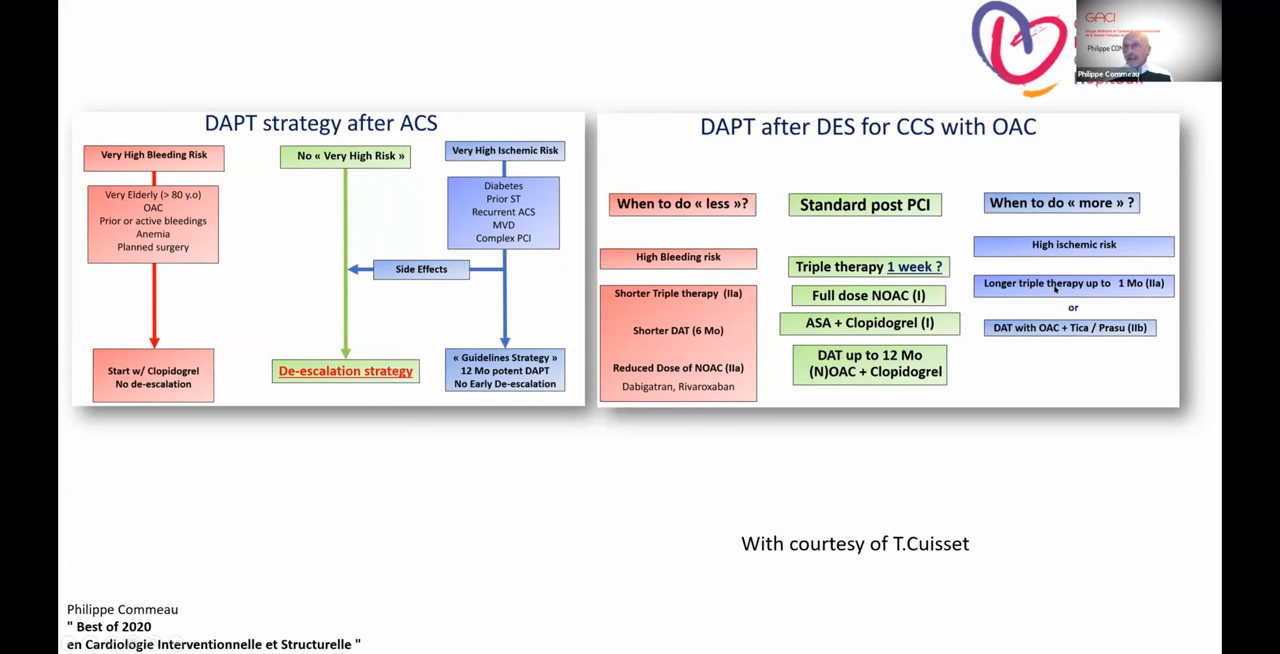 GACI
Philippe COM
Philippe Commeau
DAPT strategy after ACS
Very High Bleeding Risk
Very Elderly (> 80 y.o)
OAC
Prior or active bleedings
Anemia
Planned surgery
Start w/ Clopidogrel
No de-escalation
No « Very High Risk »
De-escalation strategy
Very High Ischemic Risk
Diabetes
Prior ST
Recurrent ACS
MVD
Complex PCI
Side Effects
« Guidelines Strategy »
12 Mo potent DAPT
No Early De-escalation
DAPT after DES for CCS with OAC
When to do « less »?
High Bleeding risk
Shorter Triple therapy (IIa)
Shorter DAT (6 Mo)
Reduced Dose of NOAC (IIa)
Dabigatran, Rivaroxaban
Standard post PCI
Triple therapy 1 week ?
Full dose NOAC (I)
ASA + Clopidogrel (I)
DAT up to 12 Mo
(N)OAC + Clopidogrel
When to do « more » ?
High ischemic risk
Longer triple therapy up to 1 Mo (IIa)
or
DAT with OAC + Tica / Prasu (IIb)
With courtesy of T.Cuisset
Philippe Commeau
" Best of 2020
en Cardiologie Interventionnelle et Structurelle "